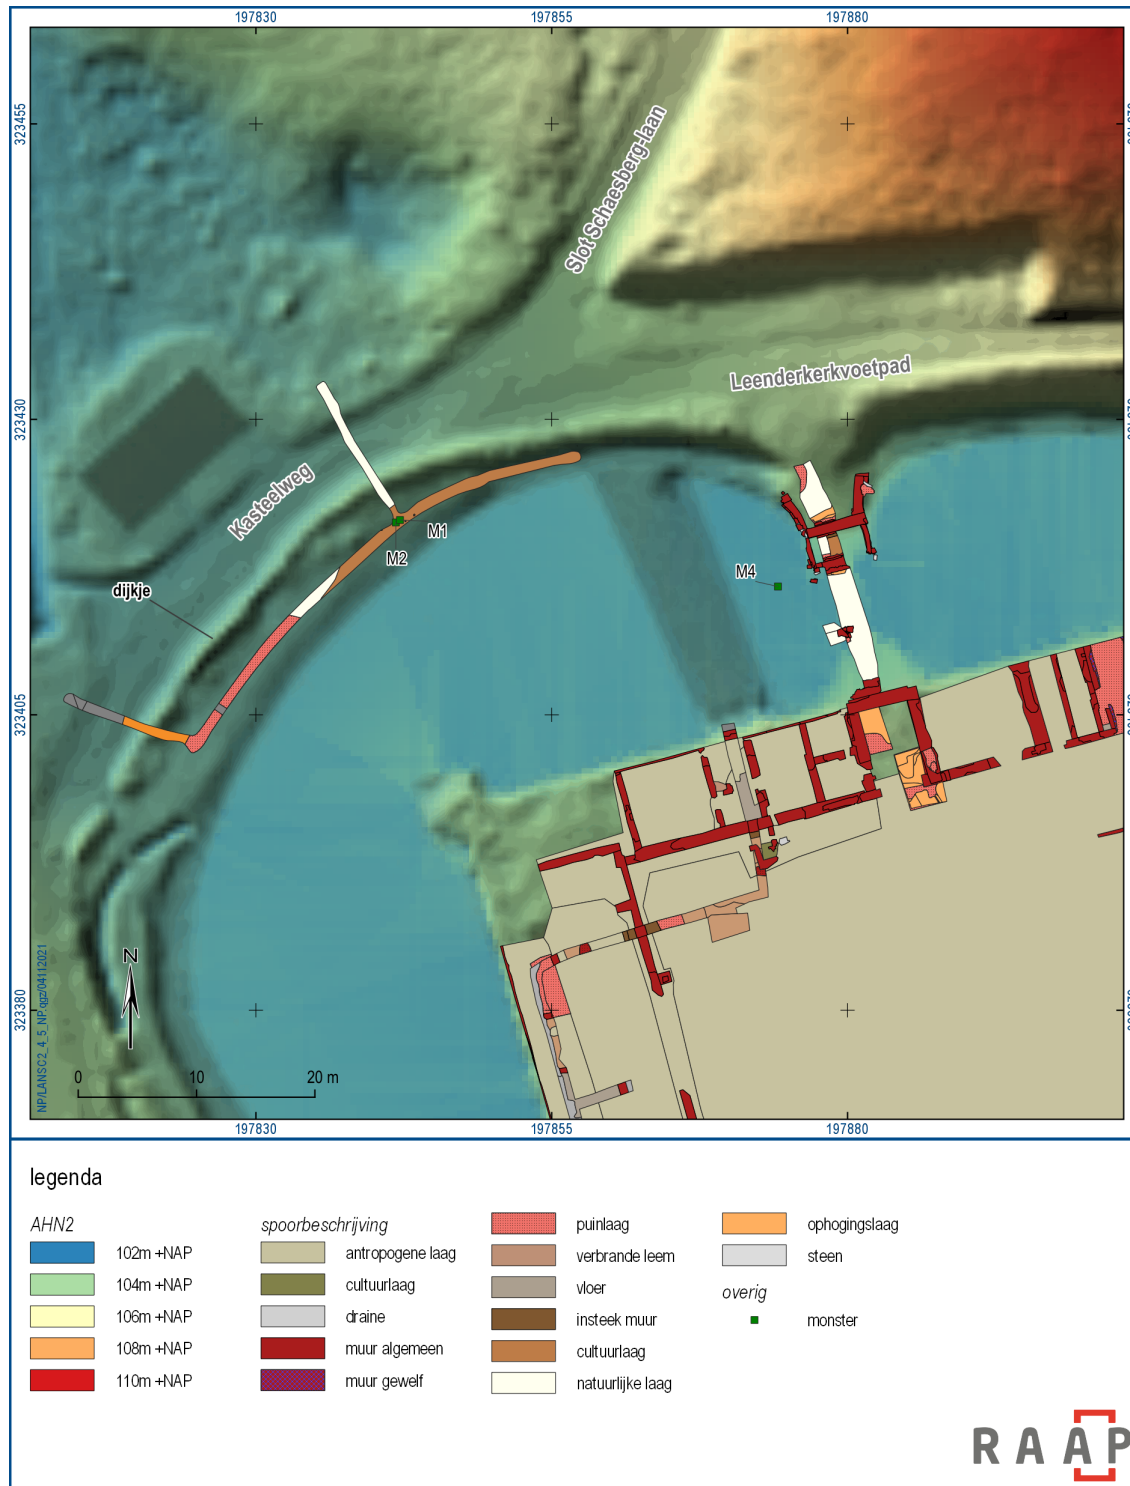 197830 197855 197880
323455
Slot Schaesberg-laan
Leenderkerkvoetpad
323430
Kasteelweg
M1
M2
M4
dijkje
323405
323380
N
NP/LANSC2_4_5_NP.qgz/04112021
0 10 20 m
197830 197855 197880
legenda
AHN2
102m +NAP
104m +NAP
106m +NAP
108m +NAP
110m +NAP
spoorbeschrijving
antropogene laag
cultuurlaag
draine
muur algemeen
muur gewelf
puinlaag
verbrande leem
vloer
insteek muur
cultuurlaag
natuurlijke laag
ophogingslaag
steen
overig
monster
RAAP